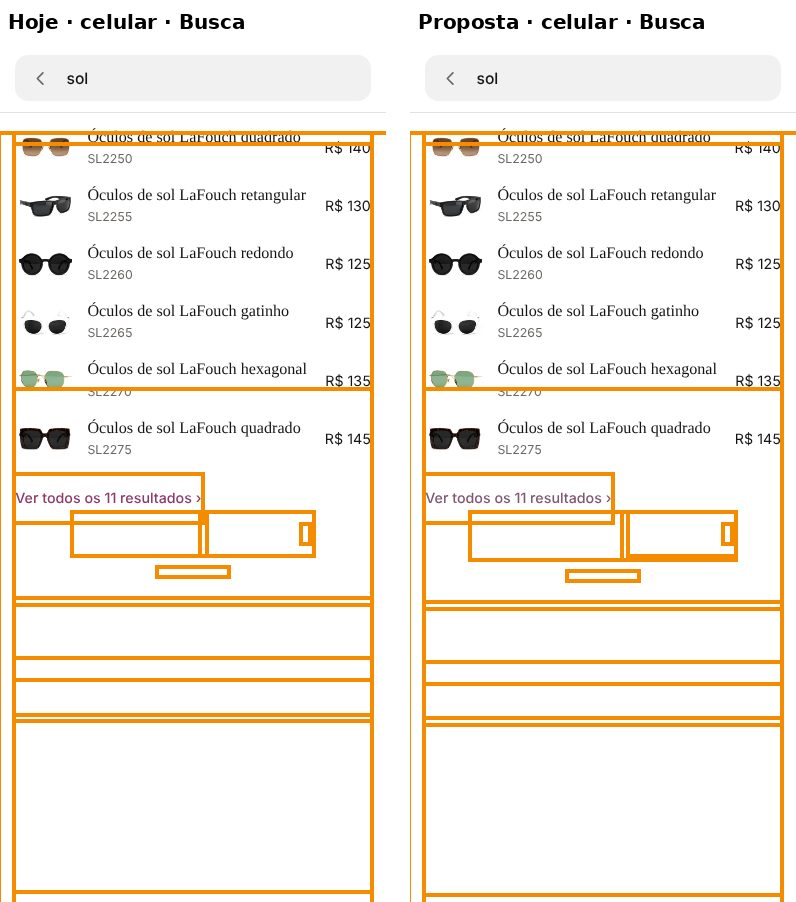 Hoje · celular · Busca
sol
Óculos de sol LaFouch quadrado
R$ 140
SL2250
Óculos de sol LaFouch retangular
R$ 130
SL2255
Óculos de sol LaFouch redondo
R$ 125
SL2260
Óculos de sol LaFouch gatinho
R$ 125
SL2265
Óculos de sol LaFouch hexagonal
R$ 135
SL2270
Óculos de sol LaFouch quadrado
R$ 145
SL2275
Ver todos os 11 resultados ›
Proposta · celular · Busca
sol
Óculos de sol LaFouch quadrado
R$ 140
SL2250
Óculos de sol LaFouch retangular
R$ 130
SL2255
Óculos de sol LaFouch redondo
R$ 125
SL2260
Óculos de sol LaFouch gatinho
R$ 125
SL2265
Óculos de sol LaFouch hexagonal
R$ 135
SL2270
Óculos de sol LaFouch quadrado
R$ 145
SL2275
Ver todos os 11 resultados ›